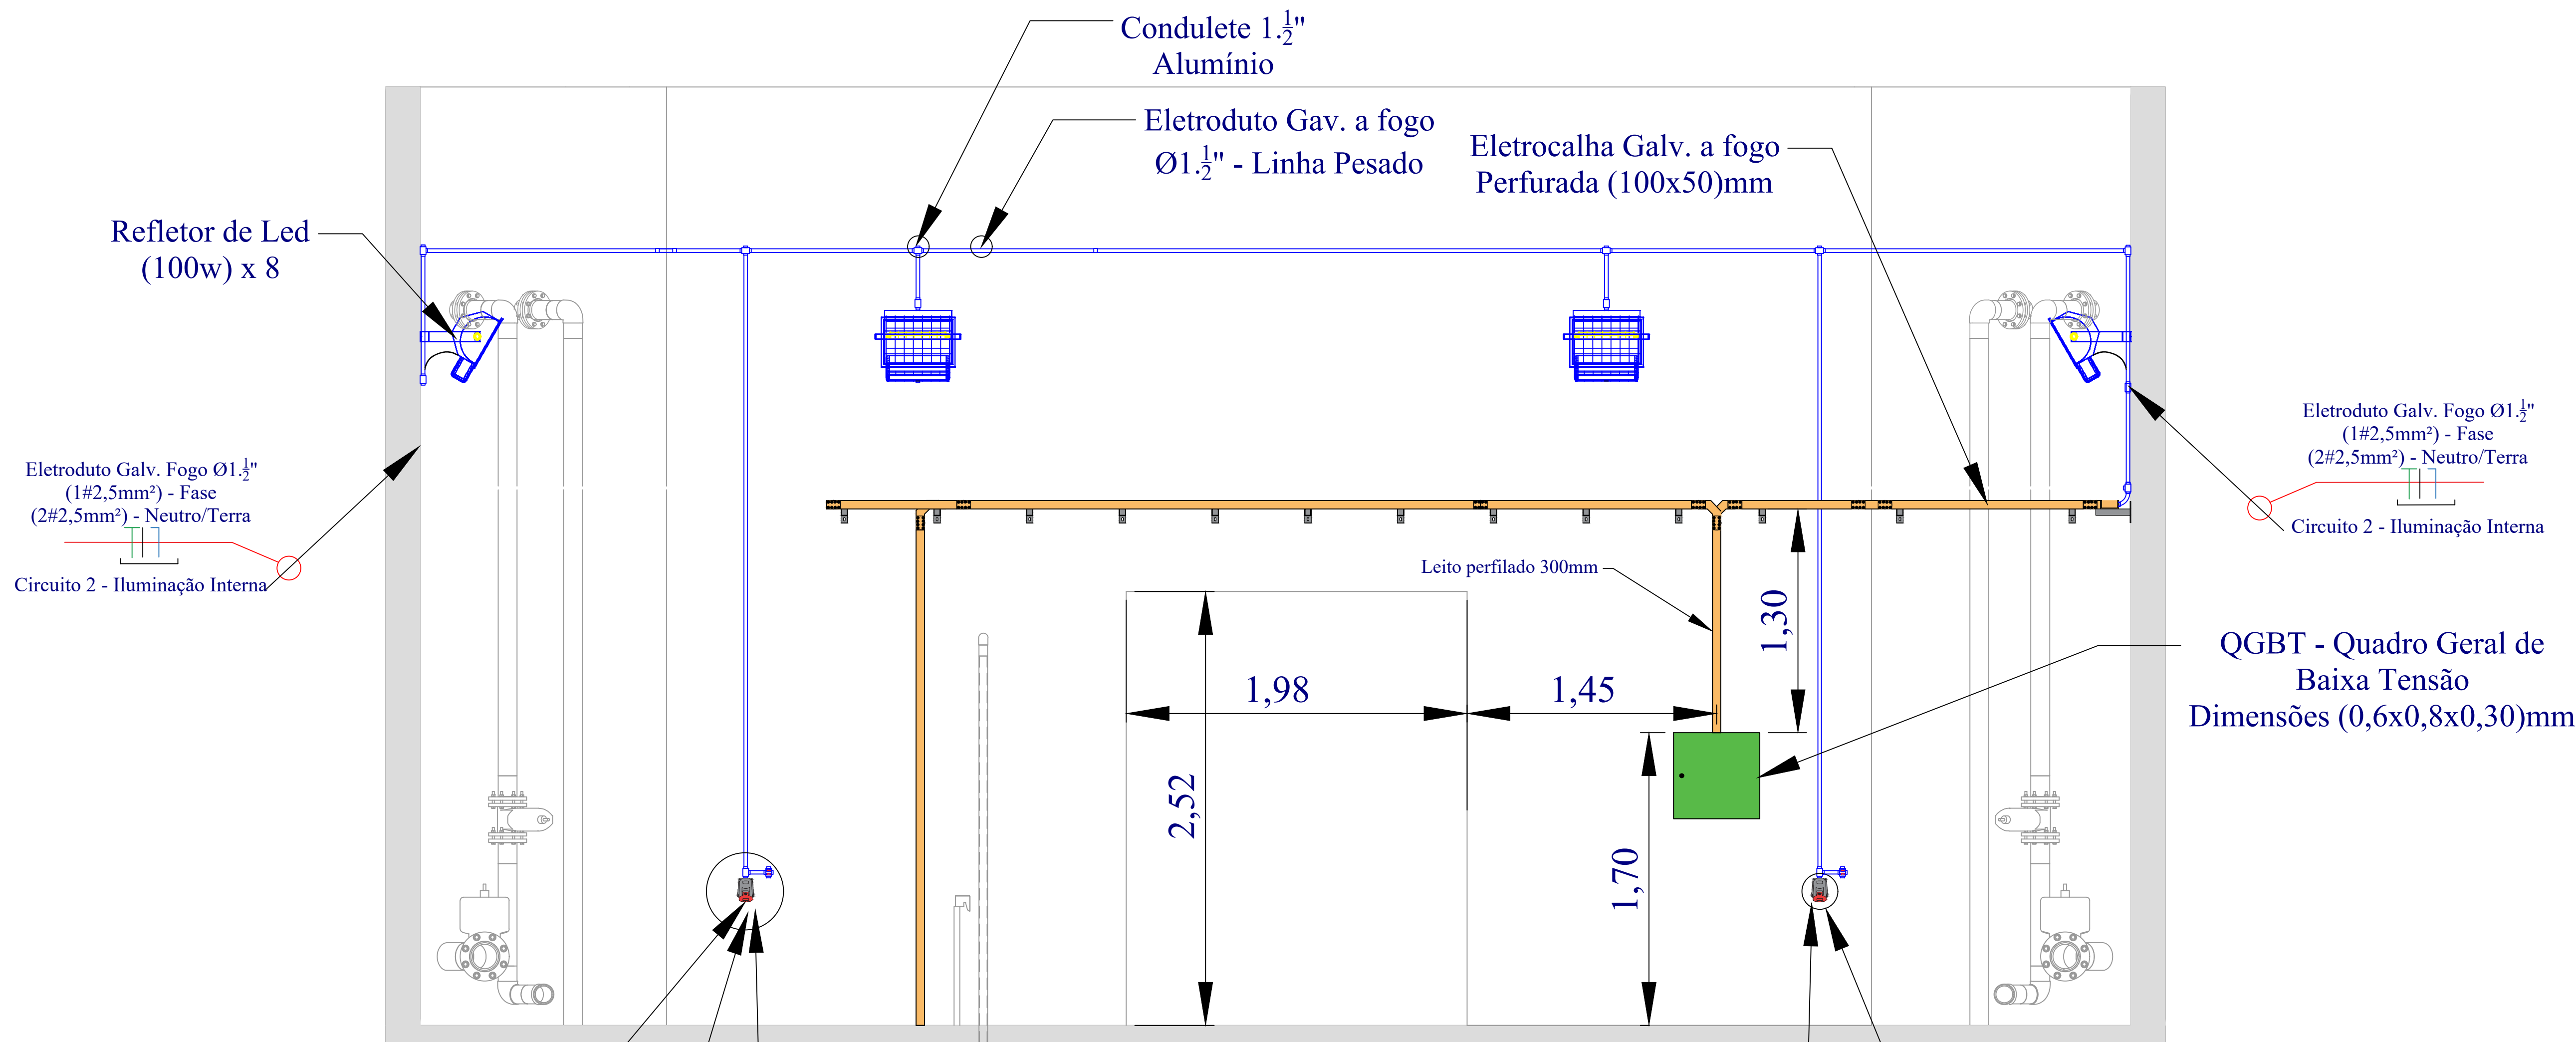 Condulete 1.½"
Alumínio
Eletroduto Gav. a fogo
Ø1.½" - Linha Pesado
Eletrocalha Galv. a fogo
Perfurada (100x50)mm
Refletor de Led
(100w) x 8
Eletroduto Galv. Fogo Ø1.½"
(1#2,5mm²) - Fase
(2#2,5mm²) - Neutro/Terra
Circuito 2 - Iluminação Interna
Eletroduto Galv. Fogo Ø1.½"
(1#2,5mm²) - Fase
(2#2,5mm²) - Neutro/Terra
Circuito 2 - Iluminação Interna
Leito perfilado 300mm
1,30
QGBT - Quadro Geral de
Baixa Tensão
Dimensões (0,6x0,8x0,30)mm
1,98
1,45
2,52
1,70